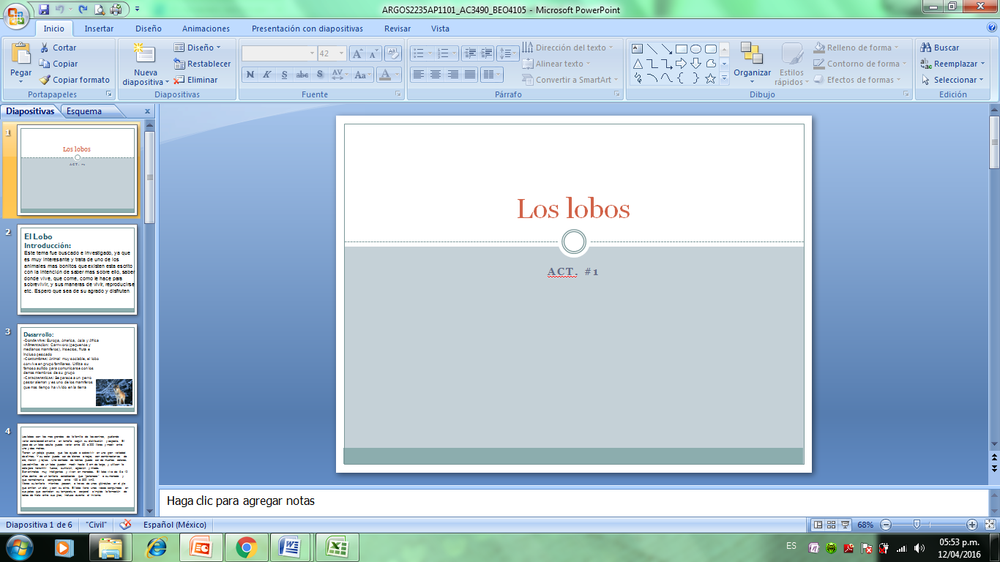 ARGOS2235AP1101_AC3490_BEO4105 - Microsoft PowerPoint
Inicio Insertar Diseño Animaciones Presentación con diapositivas Revisar Vista
Pegar
Cortar
Copiar
Copiar formato
Portapapeles
Nueva diapositiva
Diseño
Restablecer
Eliminar
Diapositivas
42
Fuente
Dirección del texto
Alinear texto
Convertir a SmartArt
Párrafo
Organizar
Estilos rápidos
Relleno de forma
Contorno de forma
Efectos de formas
Dibujo
Buscar
Reemplazar
Seleccionar
Edición
Diapositivas Esquema x
1
Los lobos
2
El Lobo
Introducción:
Este tema fue buscado e investigado, ya que
es muy interesante y trata de uno de los
animales mas bonitos que existen esta escrito
con la intención de saber mas sobre ello, saber
donde vive, que come, como le hace para
sobrevivir, y sus maneras de vivir, reproducirse
etc. Espero que sea de su agrado y disfruten
3
Desarrollo:
-Donde vive: Europa, America, Asia y Africa
-Alimentacion: Carnivoro (pequenos y
medianos mamiferos), insectos, fruta e
incluso pescado
-Costumbres: Animal muy sociable, el lobo
convive en grupo familiares. Utiliza su
famoso aullido para comunicarse con los
demas miembros de su grupo
-Caracteristicas: Se parece a un perro
pastor aleman y es uno de los mamiferos
que mas tiempo ha vivido en la tierra
4
Los lobos
ACT. #1
Haga clic para agregar notas
Diapositiva 1 de 6 "Civil" Español (México) 68%
ES
05:53 p.m.
12/04/2016